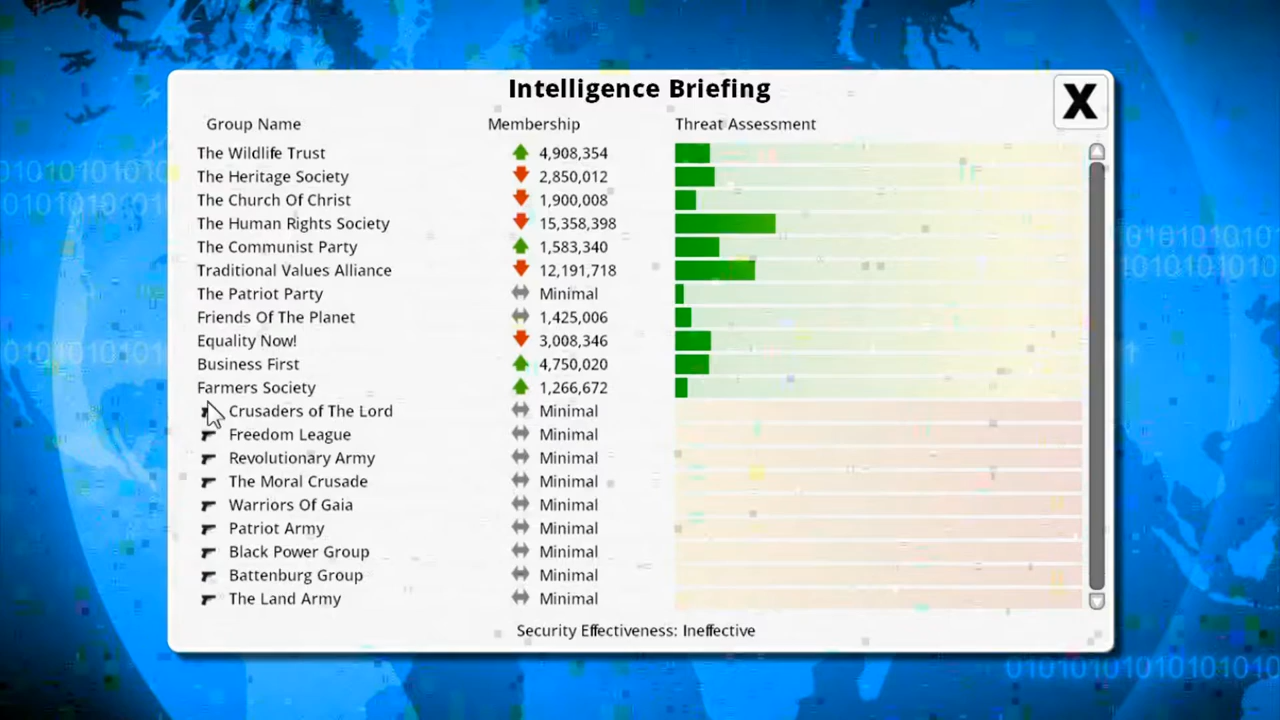 Intelligence Briefing
X
Group Name Membership Threat Assessment
The Wildlife Trust 4,908,354
The Heritage Society 2,850,012
The Church Of Christ 1,900,008
The Human Rights Society 15,358,398
The Communist Party 1,583,340
Traditional Values Alliance 12,191,718
The Patriot Party Minimal
Friends Of The Planet 1,425,006
Equality Now! 3,008,346
Business First 4,750,020
Farmers Society 1,266,672
Crusaders of The Lord Minimal
Freedom League Minimal
Revolutionary Army Minimal
The Moral Crusade Minimal
Warriors Of Gaia Minimal
Patriot Army Minimal
Black Power Group Minimal
Battenburg Group Minimal
The Land Army Minimal
Security Effectiveness: Ineffective